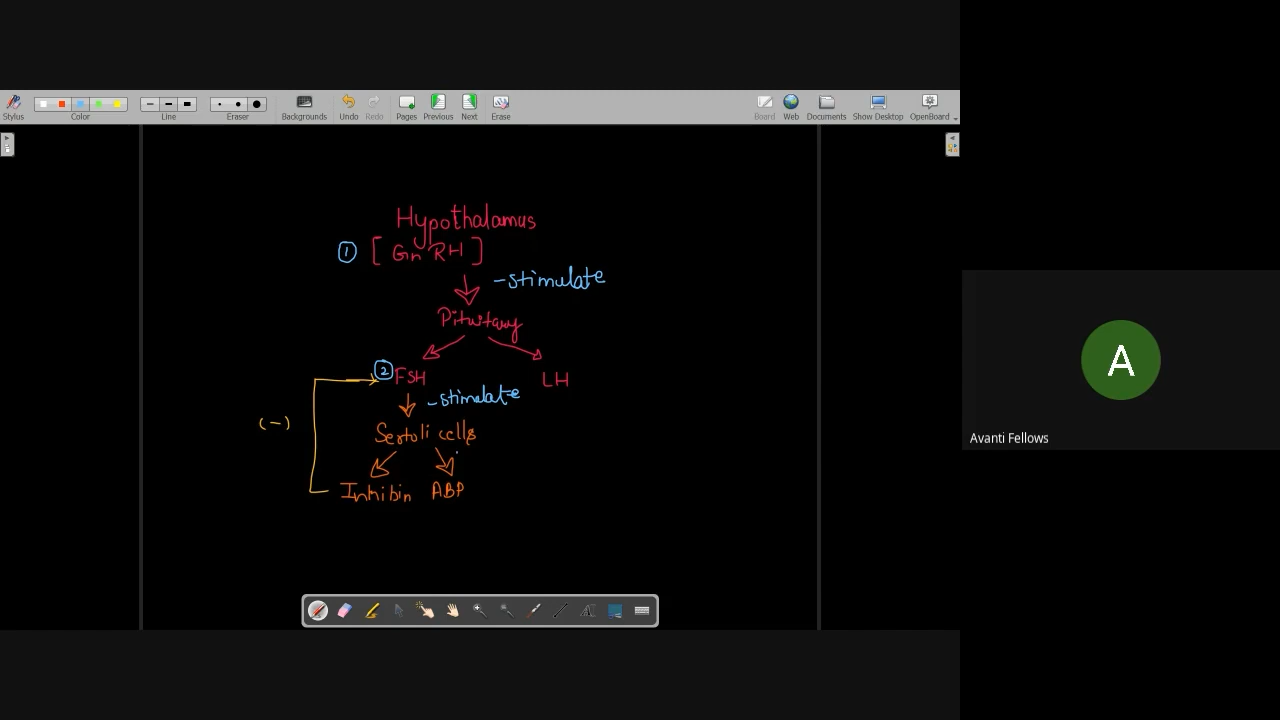 Stylus
Color
Line
Eraser
Backgrounds
Undo
Redo
Pages
Previous
Next
Erase
Board
Web
Documents
Show Desktop
OpenBoard
Hypothalamus
① [ GnRH ]
-stimulate
Pituitary
② FSH
LH
-stimulate
(-)
Sertoli cells
Inhibin ABP
A
Avanti Fellows